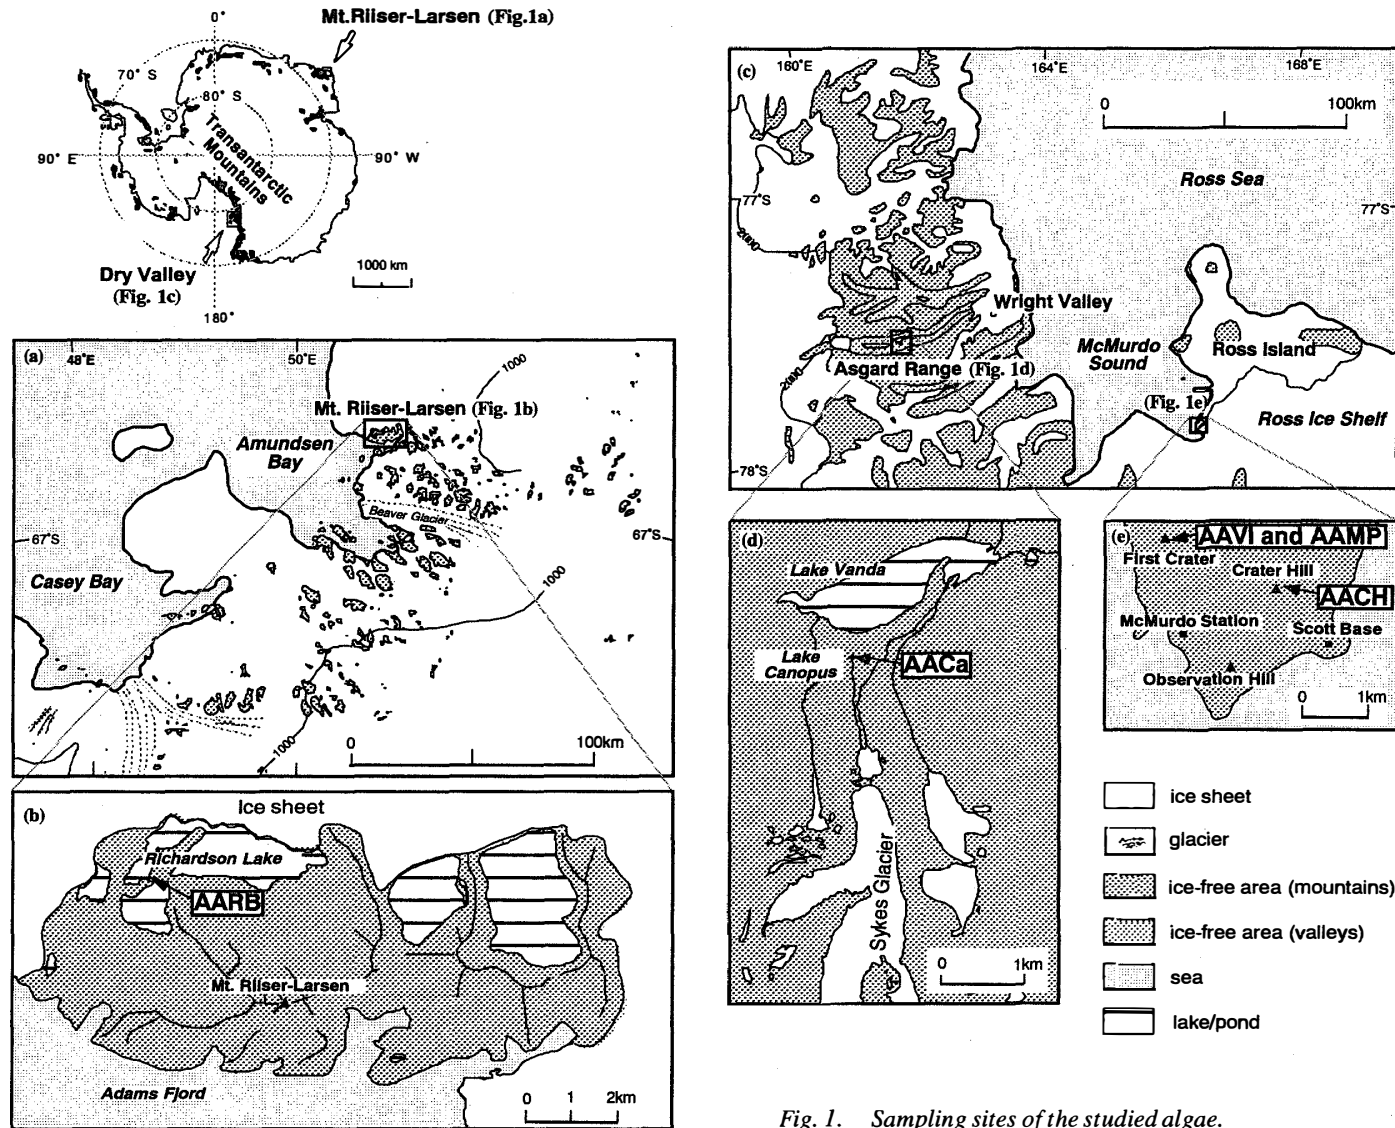 Mt.Riiser-Larsen (Fig.1a)
0°
70° S
80° S
Transantarctic
Mountains
90° E
90° W
Dry Valley
(Fig. 1c)
1000 km
180°
(a)
48°E
50°E
1000
Mt. Riiser-Larsen (Fig. 1b)
Amundsen
Bay
Beaver Glacier
67°S
67°S
Casey Bay
1000
1000
0
100km
(b)
Ice sheet
Richardson Lake
AARB
Mt. Riiser-Larsen
Adams Fjord
0 1 2km
(c)
160°E
164°E
168°E
0
100km
Ross Sea
77°S
77°S
2000
Wright Valley
McMurdo
Sound
Ross Island
2000
Asgard Range (Fig. 1d)
(Fig. 1e)
Ross Ice Shelf
78°S
(d)
Lake Vanda
Lake
Canopus
AACa
Sykes Glacier
0 1km
(e)
AAVI and AAMP
First Crater
Crater Hill
AACH
McMurdo Station
Scott Base
Observation Hill
0 1km
ice sheet
glacier
ice-free area (mountains)
ice-free area (valleys)
sea
lake/pond
Fig. 1. Sampling sites of the studied algae.